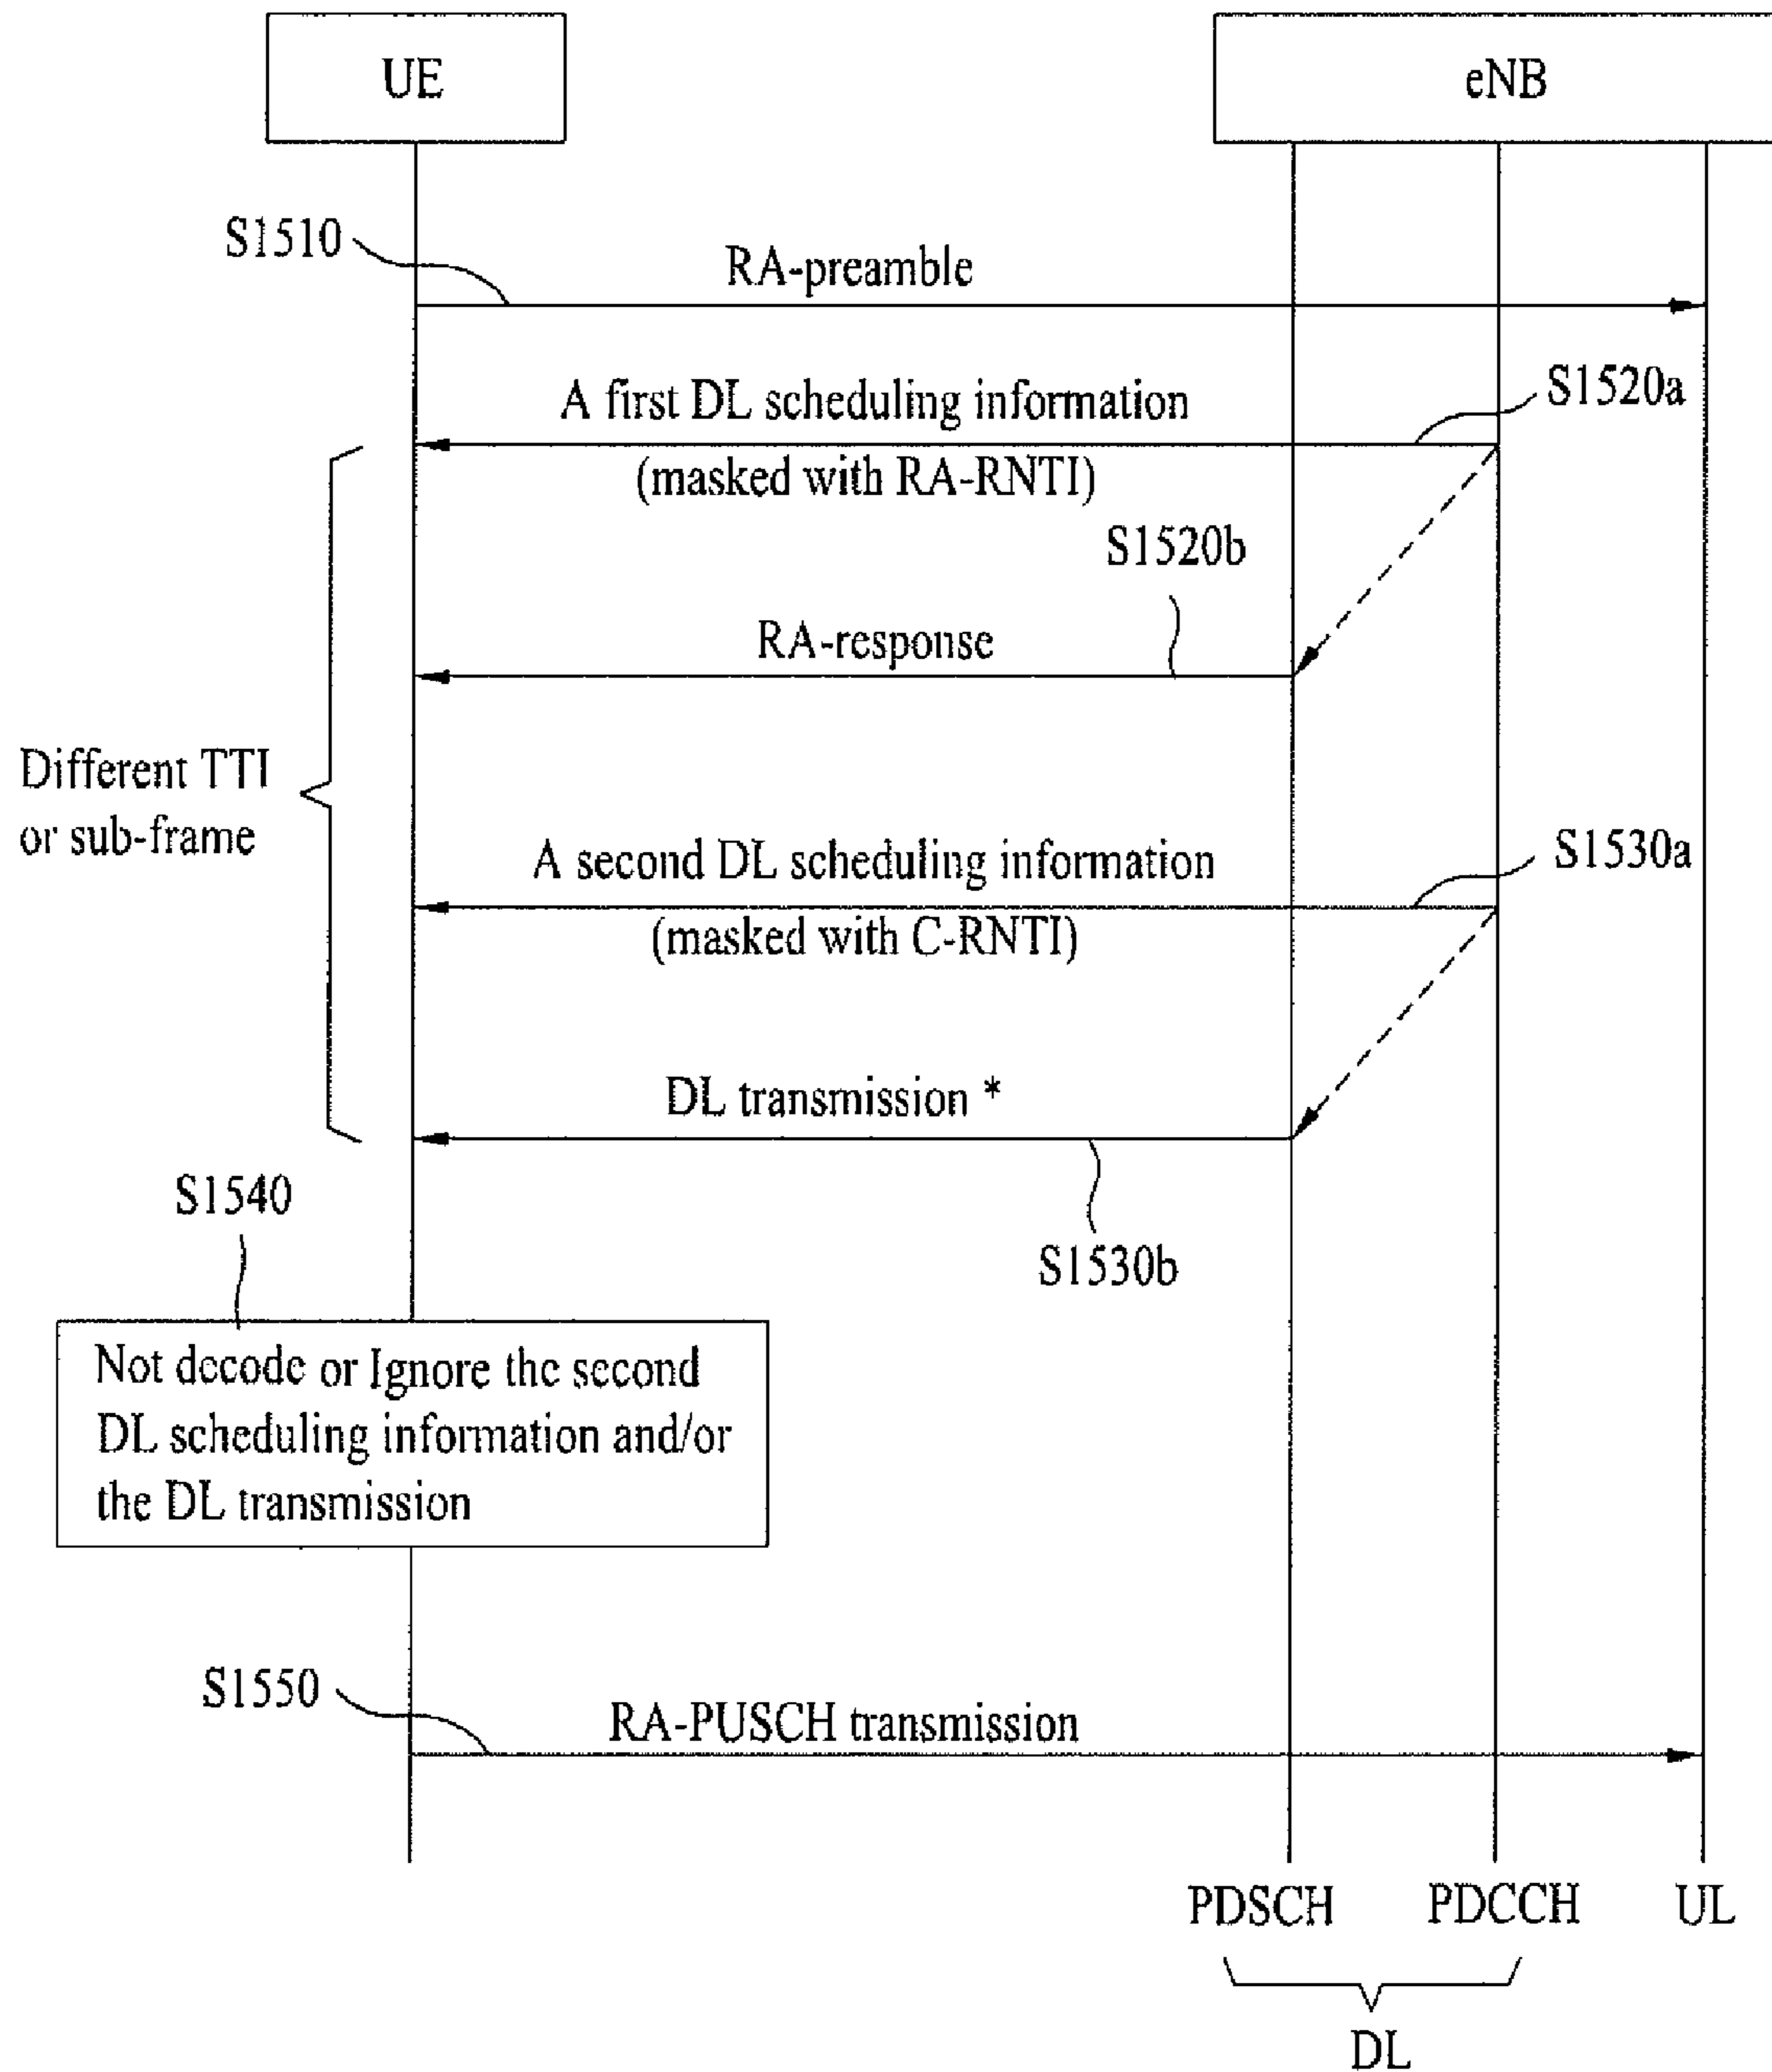 UE
eNB
S1510
RA-preamble
A first DL scheduling information
S1520a
(masked with RA-RNTI)
S1520b
RA-response
Different TTI
or sub-frame
A second DL scheduling information
S1530a
(masked with C-RNTI)
DL transmission *
S1540
S1530b
Not decode or Ignore the second
DL scheduling information and/or
the DL transmission
S1550
RA-PUSCH transmission
PDSCH
PDCCH
UL
DL